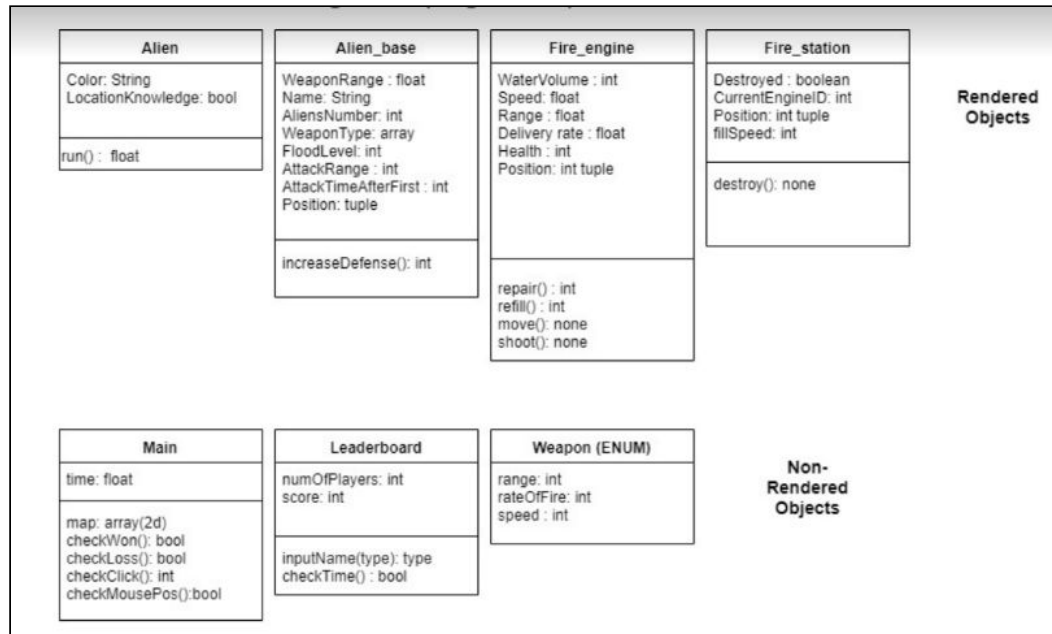 Alien
Color: String
LocationKnowledge: bool
run() : float
Alien_base
WeaponRange : float
Name: String
AliensNumber: int
WeaponType: array
FloodLevel: int
AttackRange : int
AttackTimeAfterFirst : int
Position: tuple
increaseDefense(): int
Fire_engine
WaterVolume : int
Speed: float
Range : float
Delivery rate : float
Health : int
Position: int tuple
repair() : int
refill() : int
move(): none
shoot(): none
Fire_station
Destroyed : boolean
CurrentEngineID: int
Position: int tuple
fillSpeed: int
destroy(): none
Rendered
Objects
Main
time: float
map: array(2d)
checkWon(): bool
checkLoss(): bool
checkClick(): int
checkMousePos():bool
Leaderboard
numOfPlayers: int
score: int
inputName(type): type
checkTime() : bool
Weapon (ENUM)
range: int
rateOfFire: int
speed : int
Non-
Rendered
Objects